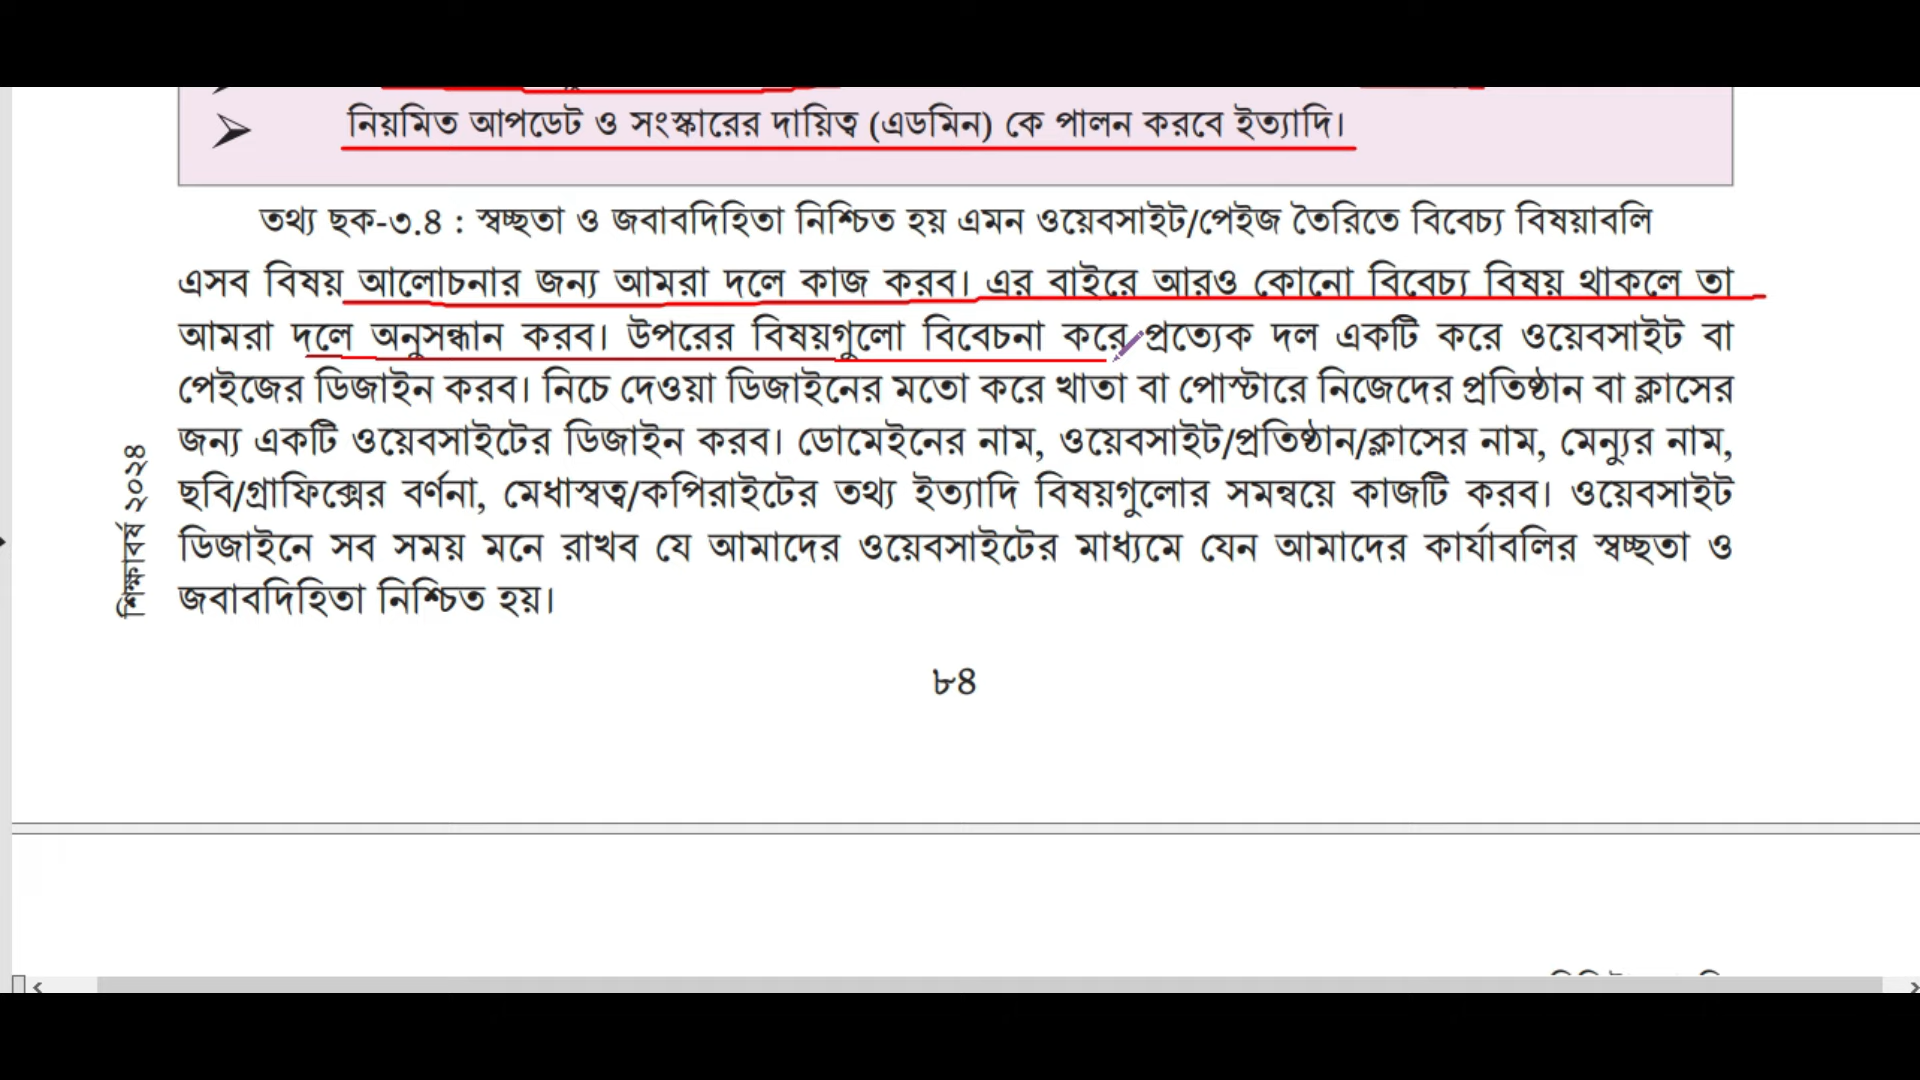 নিয়মিত আপডেট ও সংস্কারের দায়িত্ব (এডমিন) কে পালন করবে ইত্যাদি।
তথ্য ছক-৩.৪ : স্বচ্ছতা ও জবাবদিহিতা নিশ্চিত হয় এমন ওয়েবসাইট/পেইজ তৈরিতে বিবেচ্য বিষয়াবলি
এসব বিষয় আলোচনার জন্য আমরা দলে কাজ করব। এর বাইরে আরও কোনো বিবেচ্য বিষয় থাকলে তা
আমরা দলে অনুসন্ধান করব। উপরের বিষয়গুলো বিবেচনা করে প্রত্যেক দল একটি করে ওয়েবসাইট বা
পেইজের ডিজাইন করব। নিচে দেওয়া ডিজাইনের মতো করে খাতা বা পোস্টারে নিজেদের প্রতিষ্ঠান বা ক্লাসের
জন্য একটি ওয়েবসাইটের ডিজাইন করব। ডোমেইনের নাম, ওয়েবসাইট/প্রতিষ্ঠান/ক্লাসের নাম, মেন্যুর নাম,
ছবি/গ্রাফিক্সের বর্ণনা, মেধাস্বত্ব/কপিরাইটের তথ্য ইত্যাদি বিষয়গুলোর সমন্বয়ে কাজটি করব। ওয়েবসাইট
ডিজাইনে সব সময় মনে রাখব যে আমাদের ওয়েবসাইটের মাধ্যমে যেন আমাদের কার্যাবলির স্বচ্ছতা ও
জবাবদিহিতা নিশ্চিত হয়।
শিক্ষাবর্ষ ২০২৪
৮৪